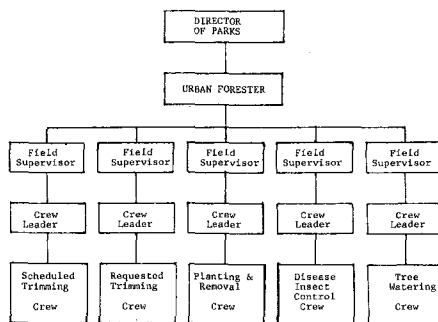 DIRECTOR
OF PARKS
URBAN FORESTER
Field
Supervisor
Field
Supervisor
Field
Supervisor
Field
Supervisor
Field
Supervisor
Crew
Leader
Crew
Leader
Crew
Leader
Crew
Leader
Crew
Leader
Scheduled
Trimming
Crew
Requested
Trimming
Crew
Planting &
Removal
Crew
Disease
Insect
Control
Crew
Tree
Watering
Crew